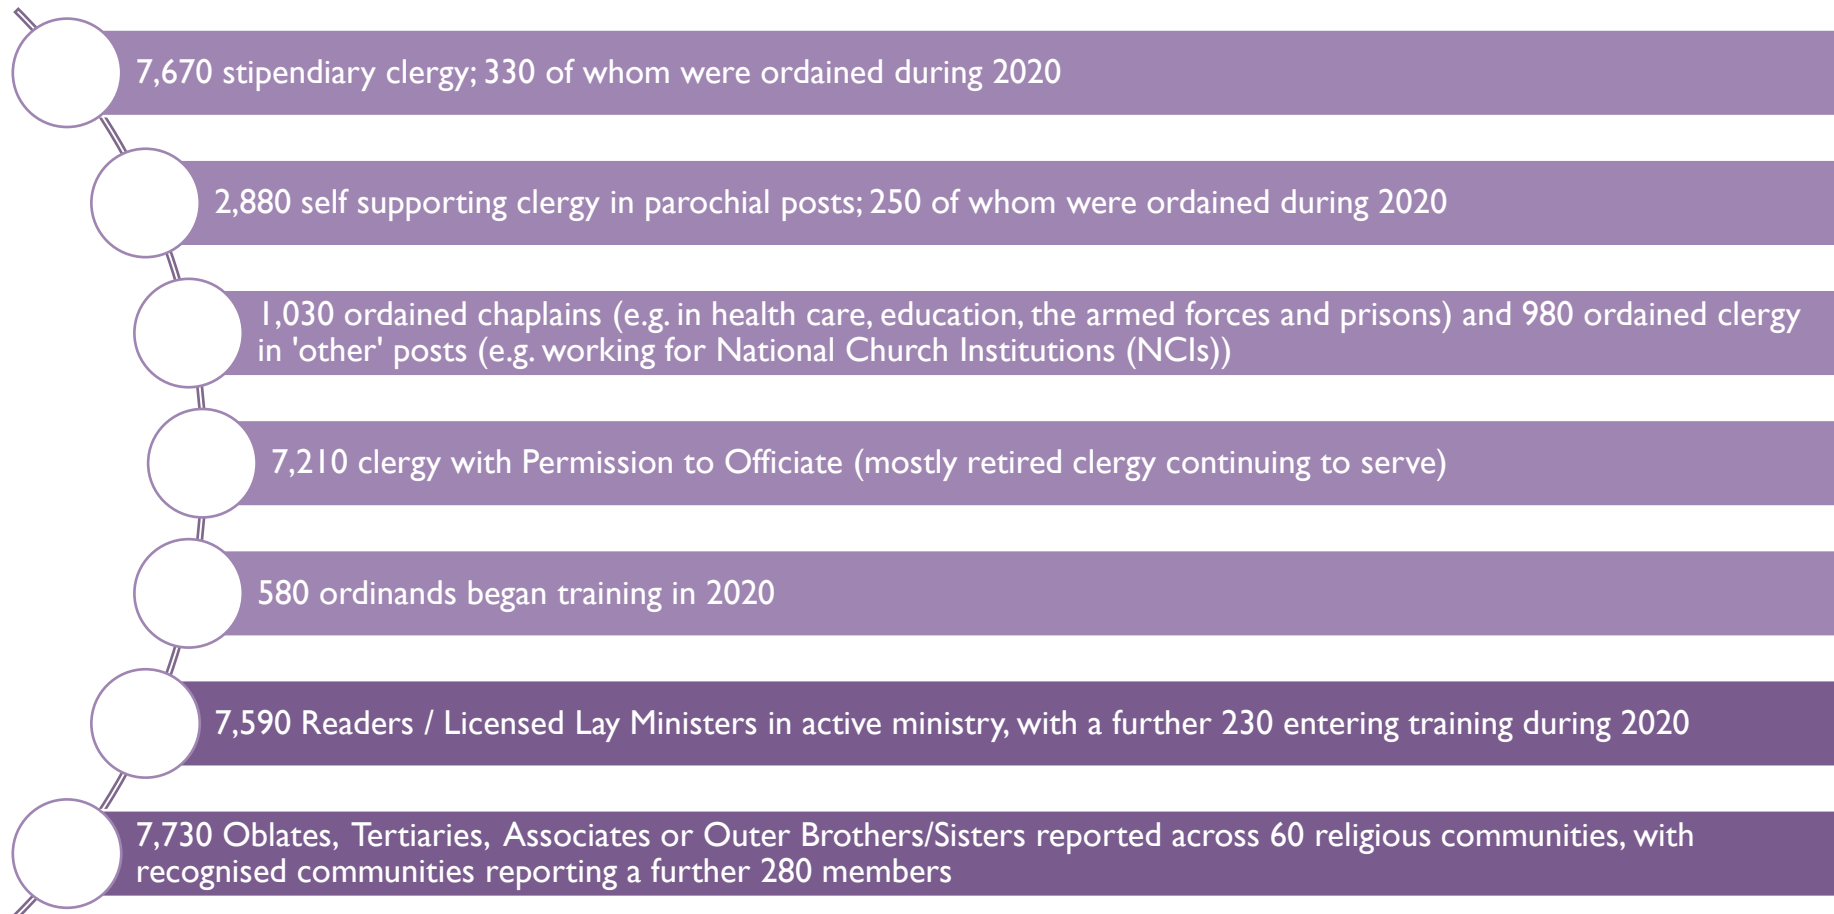 7,670 stipendiary clergy; 330 of whom were ordained during 2020
2,880 self supporting clergy in parochial posts; 250 of whom were ordained during 2020
1,030 ordained chaplains (e.g. in health care, education, the armed forces and prisons) and 980 ordained clergy
in 'other' posts (e.g. working for National Church Institutions (NCIs))
7,210 clergy with Permission to Officiate (mostly retired clergy continuing to serve)
580 ordinands began training in 2020
7,590 Readers / Licensed Lay Ministers in active ministry, with a further 230 entering training during 2020
7,730 Oblates, Tertiaries, Associates or Outer Brothers/Sisters reported across 60 religious communities, with
recognised communities reporting a further 280 members